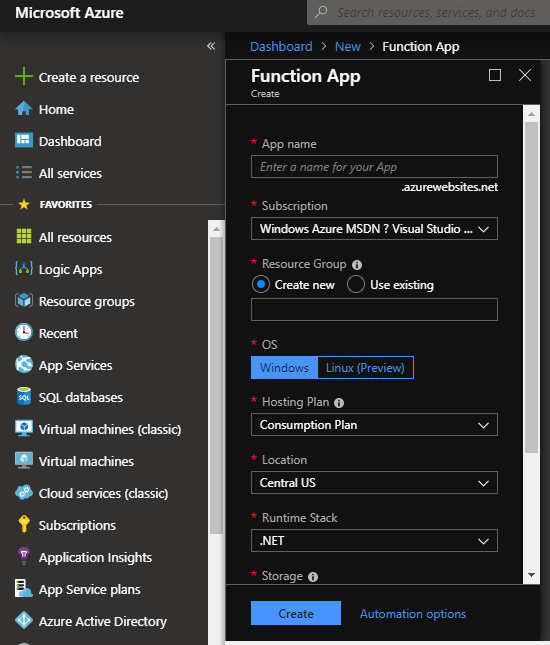 Microsoft Azure
Search resources, services, and docs
«
Dashboard > New > Function App
Create a resource
Home
Dashboard
All services
FAVORITES
All resources
Logic Apps
Resource groups
Recent
App Services
SQL databases
Virtual machines (classic)
Virtual machines
Cloud services (classic)
Subscriptions
Application Insights
App Service plans
Azure Active Directory
Function App
Create
* App name
Enter a name for your App
.azurewebsites.net
* Subscription
Windows Azure MSDN ? Visual Studio ...
* Resource Group
Create new Use existing
* OS
Windows Linux (Preview)
* Hosting Plan
Consumption Plan
* Location
Central US
* Runtime Stack
.NET
* Storage
Create Automation options